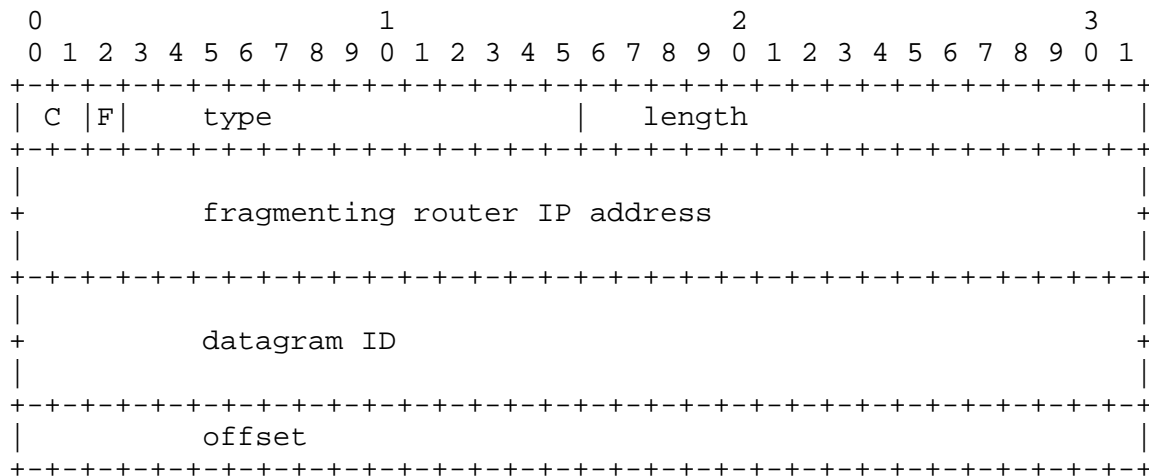 0                   1                   2                   3
 0 1 2 3 4 5 6 7 8 9 0 1 2 3 4 5 6 7 8 9 0 1 2 3 4 5 6 7 8 9 0 1
+-+-+-+-+-+-+-+-+-+-+-+-+-+-+-+-+-+-+-+-+-+-+-+-+-+-+-+-+-+-+-+-+
| C |F|    type                 |   length                      |
+-+-+-+-+-+-+-+-+-+-+-+-+-+-+-+-+-+-+-+-+-+-+-+-+-+-+-+-+-+-+-+-+
|                                                               |
+          fragmenting router IP address                        +
|                                                               |
+-+-+-+-+-+-+-+-+-+-+-+-+-+-+-+-+-+-+-+-+-+-+-+-+-+-+-+-+-+-+-+-+
|                                                               |
+          datagram ID                                          +
|                                                               |
+-+-+-+-+-+-+-+-+-+-+-+-+-+-+-+-+-+-+-+-+-+-+-+-+-+-+-+-+-+-+-+-+
|          offset                                               |
+-+-+-+-+-+-+-+-+-+-+-+-+-+-+-+-+-+-+-+-+-+-+-+-+-+-+-+-+-+-+-+-+